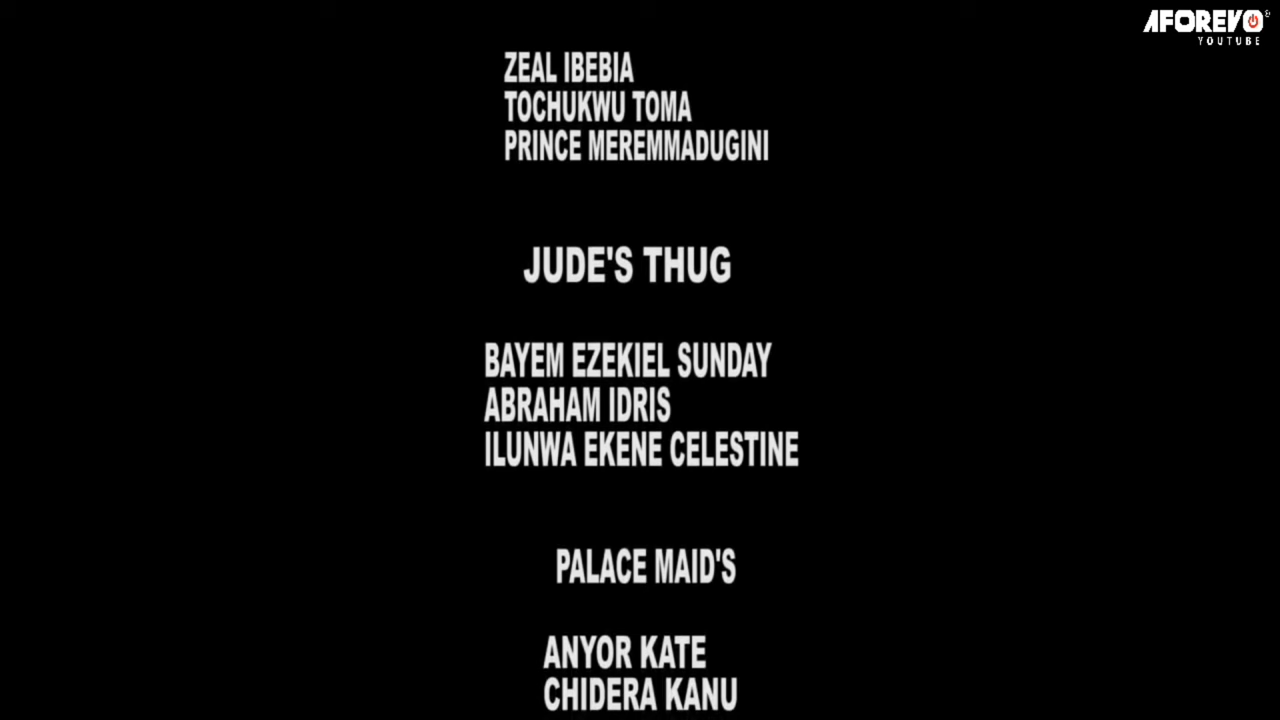 AFOREVO
YOUTUBE
ZEAL IBEBIA
TOCHUKWU TOMA
PRINCE MEREMMADUGINI
JUDE'S THUG
BAYEM EZEKIEL SUNDAY
ABRAHAM IDRIS
ILUNWA EKENE CELESTINE
PALACE MAID'S
ANYOR KATE
CHIDERA KANU